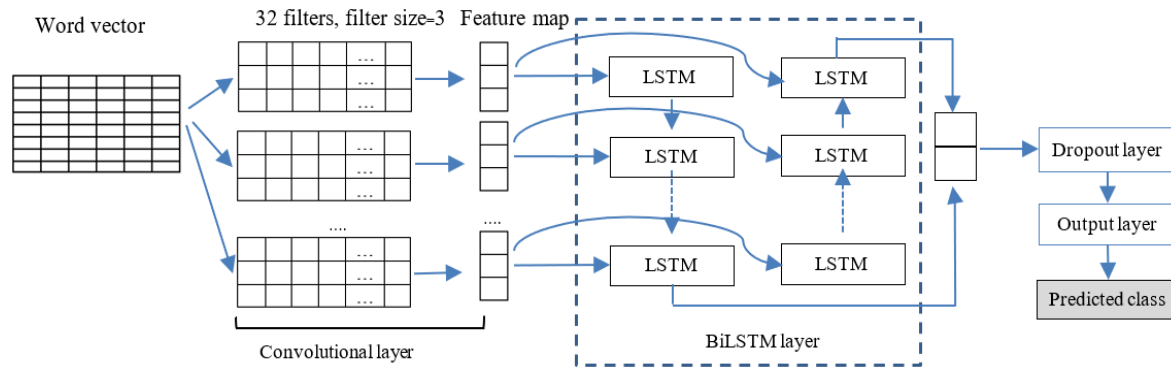 Word vector
32 filters, filter size=3
Feature map
...
...
...
LSTM
LSTM
...
...
...
LSTM
LSTM
Dropout layer
....
....
Output layer
...
...
...
LSTM
LSTM
Predicted class
Convolutional layer
BiLSTM layer